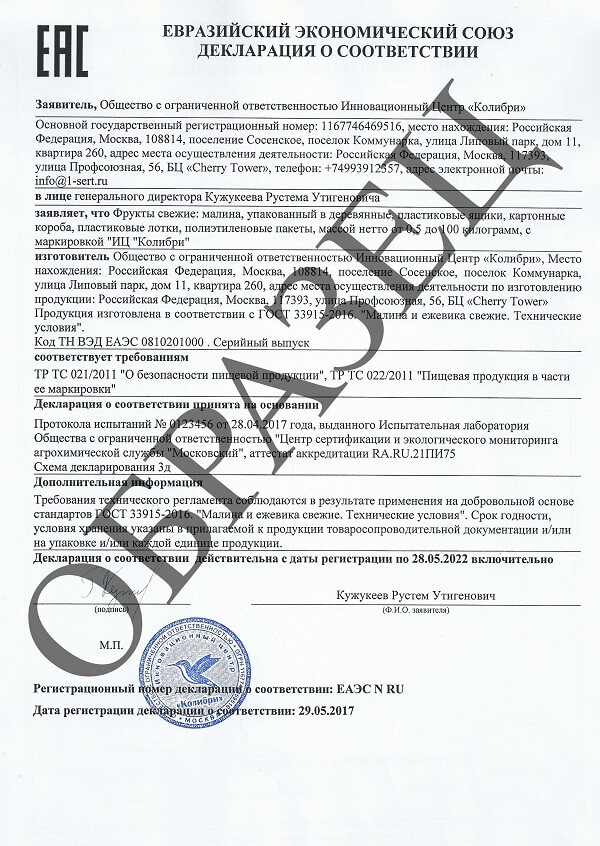 EAC
ЕВРАЗИЙСКИЙ ЭКОНОМИЧЕСКИЙ СОЮЗ
ДЕКЛАРАЦИЯ О СООТВЕТСТВИИ
Заявитель, Общество с ограниченной ответственностью Инновационный Центр «Колибри»
Основной государственный регистрационный номер: 1167746469516, место нахождения: Российская
Федерация, Москва, 108814, поселение Сосенское, поселок Коммунарка, улица Липовый парк, дом 11,
квартира 260, адрес места осуществления деятельности: Российская Федерация, Москва, 117393,
улица Профсоюзная, 56, БЦ «Cherry Tower», телефон: +74993912557, адрес электронной почты:
info@1-sert.ru
в лице генерального директора Кужукеева Рустема Утигеновича
заявляет, что Фрукты свежие: малина, упакованный в деревянные, пластиковые ящики, картонные
короба, пластиковые лотки, полиэтиленовые пакеты, массой нетто от 0,5 до 100 килограмм, с
маркировкой "ИЦ "Колибри"
изготовитель Общество с ограниченной ответственностью Инновационный Центр «Колибри», Место
нахождения: Российская Федерация, Москва, 108814, поселение Сосенское, поселок Коммунарка,
улица Липовый парк, дом 11, квартира 260, адрес места осуществления деятельности по изготовлению
продукции: Российская Федерация, Москва, 117393, улица Профсоюзная, 56, БЦ «Cherry Tower»
Продукция изготовлена в соответствии с ГОСТ 33915-2016. "Малина и ежевика свежие. Технические
условия".
Код ТН ВЭД ЕАЭС 0810201000 . Серийный выпуск
соответствует требованиям
ТР ТС 021/2011 "О безопасности пищевой продукции", ТР ТС 022/2011 "Пищевая продукция в части
ее маркировки"
Декларация о соответствии принята на основании
Протокола испытаний № 0123456 от 28.04.2017 года, выданного Испытательная лаборатория
Общества с ограниченной ответственностью "Центр сертификации и экологического мониторинга
агрохимической службы "Московский", аттестат аккредитации RA.RU.21ПИ75
Схема декларирования 3д
Дополнительная информация
Требования технического регламента соблюдаются в результате применения на добровольной основе
стандартов ГОСТ 33915-2016. "Малина и ежевика свежие. Технические условия". Срок годности,
условия хранения указаны в прилагаемой к продукции товаросопроводительной документации и/или
на упаковке и/или каждой единице продукции.
Декларация о соответствии действительна с даты регистрации по 28.05.2022 включительно
Кужукеев Рустем Утигенович
(подпись)
(Ф.И.О. заявителя)
М.П.
Инновационный центр
«Колибри»
МОСКВА
Регистрационный номер декларации о соответствии: ЕАЭС N RU
Дата регистрации декларации о соответствии: 29.05.2017
ОБРАЗЕЦ